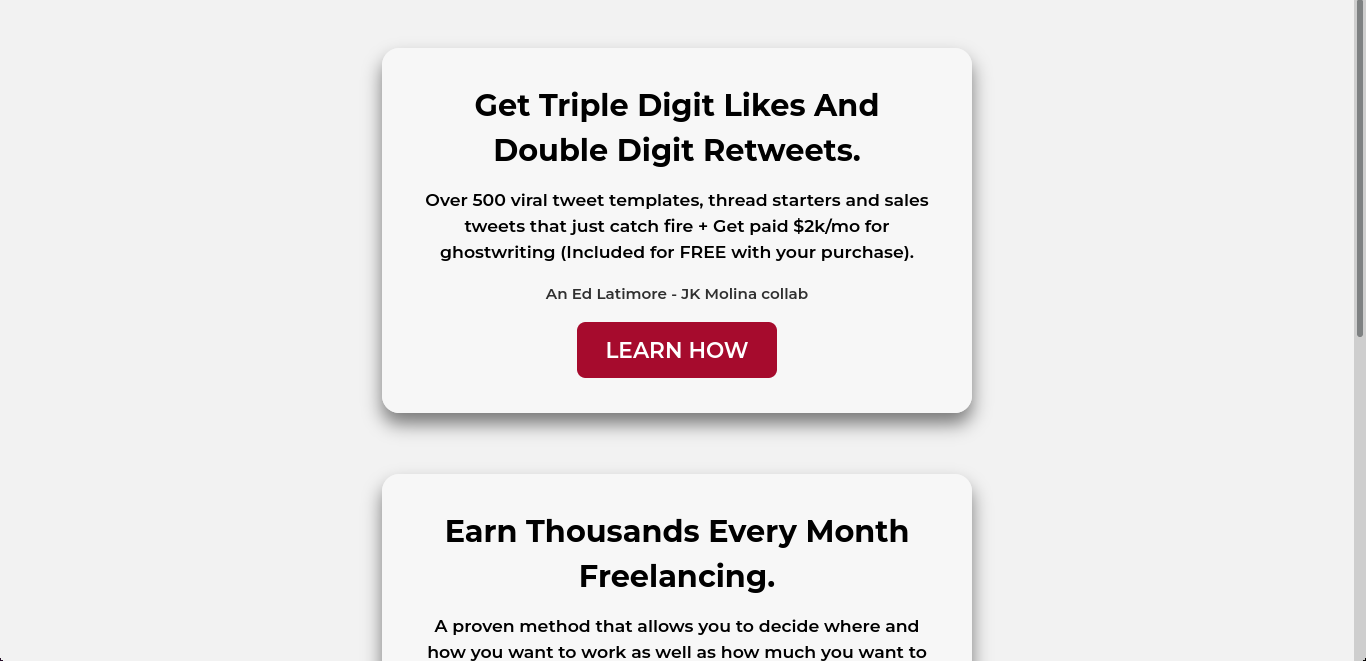 Get Triple Digit Likes And
Double Digit Retweets.
Over 500 viral tweet templates, thread starters and sales
tweets that just catch fire + Get paid $2k/mo for
ghostwriting (Included for FREE with your purchase).
An Ed Latimore - JK Molina collab
LEARN HOW
Earn Thousands Every Month
Freelancing.
A proven method that allows you to decide where and
how you want to work as well as how much you want to